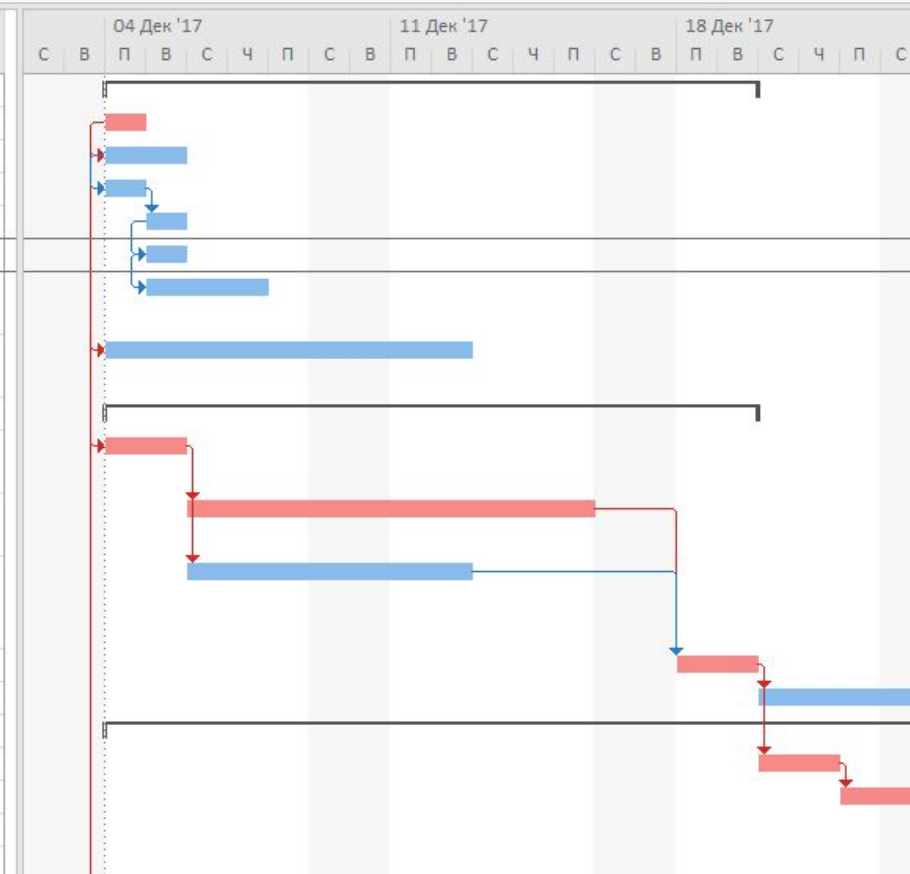 04 Дек '17 11 Дек '17 18 Дек '17
С В П В С Ч П С В П В С Ч П С В П В С Ч П С